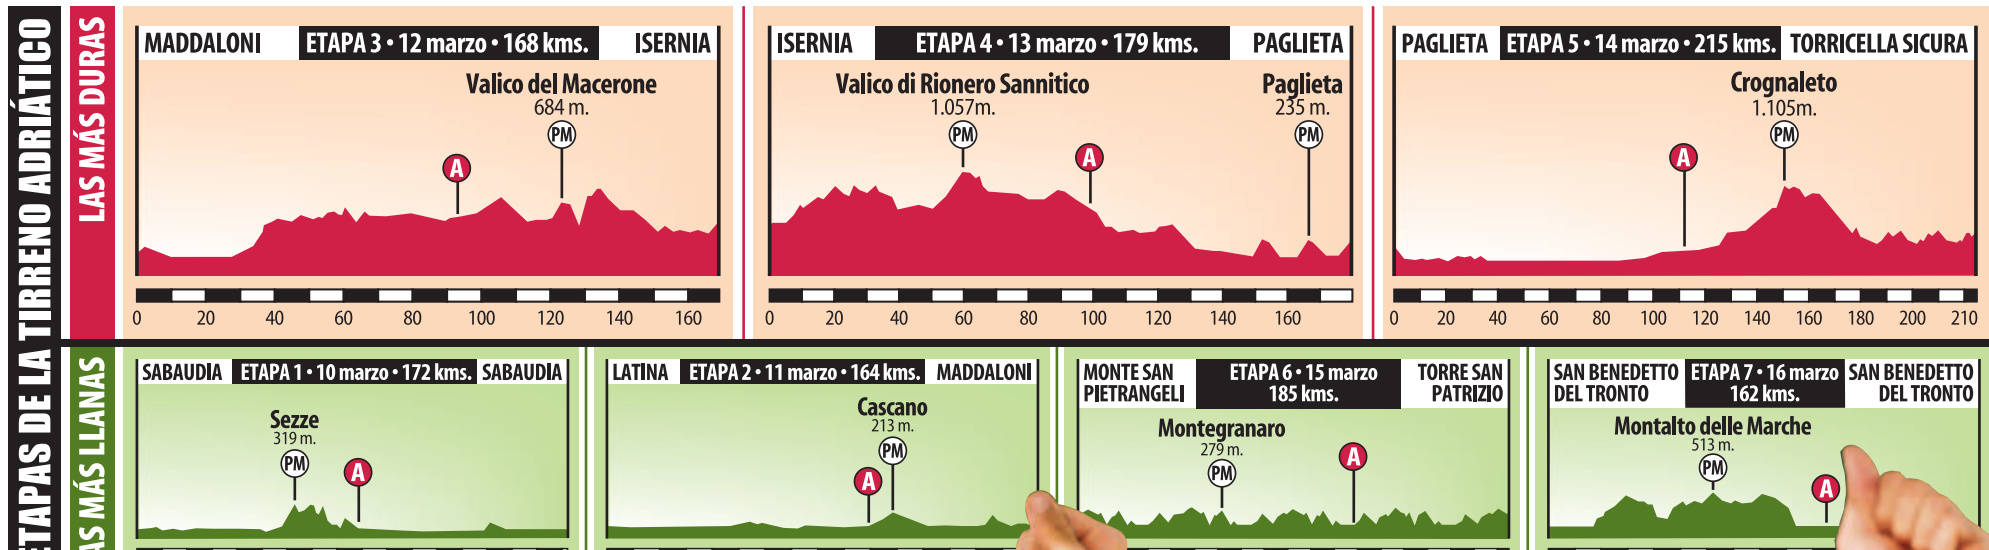 ETAPAS DE LA TIRRENO ADRIÁTICO
LAS MÁS DURAS
MADDALONI ETAPA 3 • 12 marzo • 168 kms. ISERNIA
Valico del Macerone
684 m.
PM
A
0 20 40 60 80 100 120 140 160
ISERNIA ETAPA 4 • 13 marzo • 179 kms. PAGLIETA
Valico di Rionero Sannitico
1.057m.
PM
A
Paglieta
235 m.
PM
0 20 40 60 80 100 120 140 160
PAGLIETA ETAPA 5 • 14 marzo • 215 kms. TORRICELLA SICURA
Crognaleto
1.105m.
PM
A
0 20 40 60 80 100 120 140 160 180 200 210
AS MÁS LLANAS
SABAUDIA ETAPA 1 • 10 marzo • 172 kms. SABAUDIA
Sezze
319 m.
PM
A
LATINA ETAPA 2 • 11 marzo • 164 kms. MADDALONI
Cascano
213 m.
PM
A
MONTE SAN PIETRANGELI
ETAPA 6 • 15 marzo
185 kms.
TORRE SAN PATRIZIO
Montegranaro
279 m.
PM
A
SAN BENEDETTO DEL TRONTO
ETAPA 7 • 16 marzo
162 kms.
SAN BENEDETTO DEL TRONTO
Montalto delle Marche
513 m.
PM
A